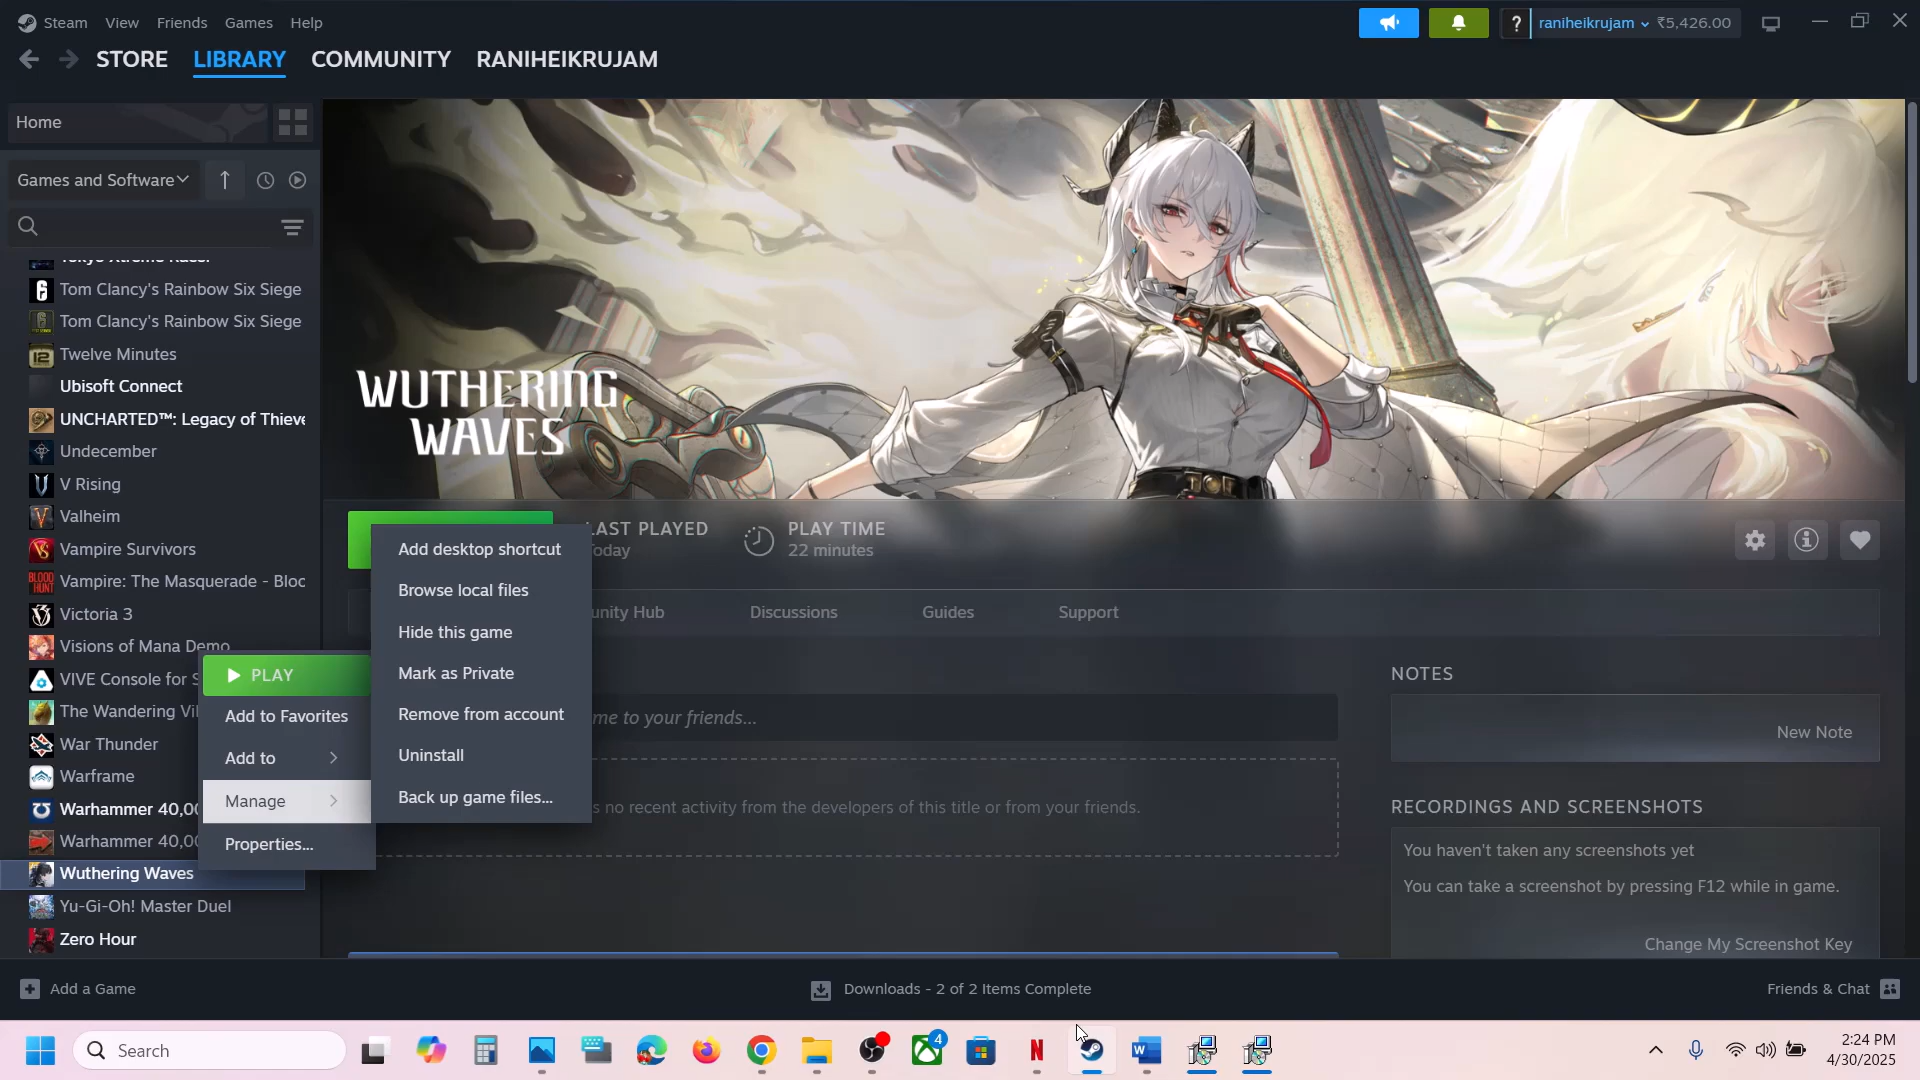 Steam View Friends Games Help
? raniheikrujam ₹5,426.00
STORE LIBRARY COMMUNITY RANIHEIKRUJAM
Home
Games and Software
Tom Clancy's Rainbow Six Siege
Tom Clancy's Rainbow Six Siege
Twelve Minutes
Ubisoft Connect
UNCHARTED™: Legacy of Thieve
Undecember
V Rising
Valheim
Vampire Survivors
Vampire: The Masquerade - Bloc
Victoria 3
Visions of Mana Demo
VIVE Console for S
The Wandering Vil
War Thunder
Warframe
Warhammer 40,00
Warhammer 40,00
Wuthering Waves
Yu-Gi-Oh! Master Duel
Zero Hour
PLAY
Add to Favorites
Add to
Manage
Properties...
Add desktop shortcut
Browse local files
Hide this game
Mark as Private
Remove from account
Uninstall
Back up game files...
WUTHERING
WAVES
LAST PLAYED
Today
PLAY TIME
22 minutes
unity Hub Discussions Guides Support
me to your friends...
s no recent activity from the developers of this title or from your friends.
NOTES
New Note
RECORDINGS AND SCREENSHOTS
You haven't taken any screenshots yet
You can take a screenshot by pressing F12 while in game.
Change My Screenshot Key
Add a Game
Downloads - 2 of 2 Items Complete
Friends & Chat
Search
4
2:24 PM
4/30/2025